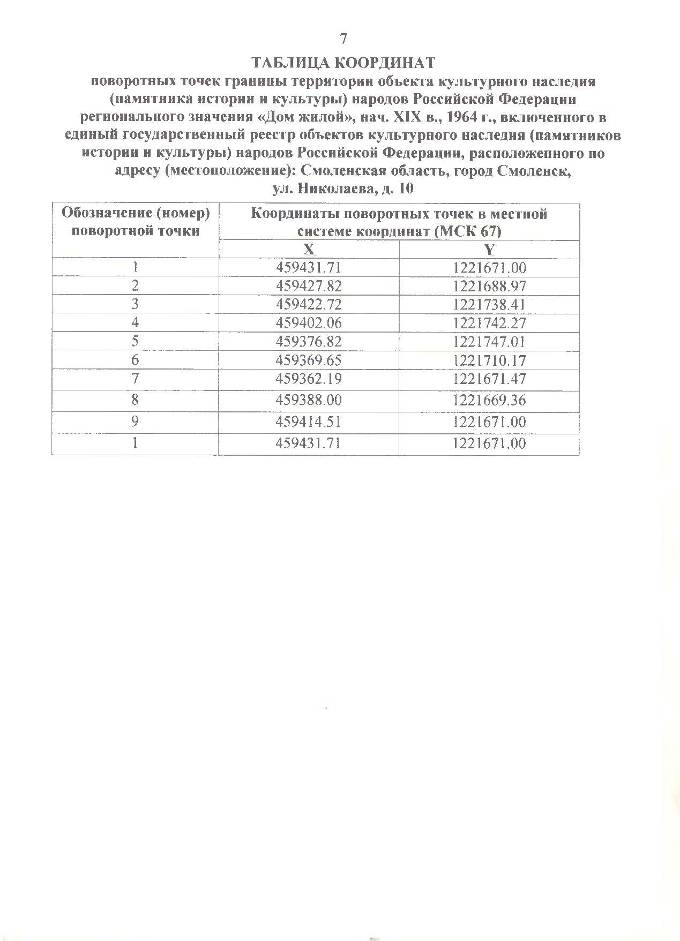 7
ТАБЛИЦА КООРДИНАТ
поворотных точек границы территории объекта культурного наследия
(памятника истории и культуры) народов Российской Федерации
регионального значения «Дом жилой», нач. XIX в., 1964 г., включенного в
единый государственный реестр объектов культурного наследия (памятников
истории и культуры) народов Российской Федерации, расположенного по
адресу (местоположение): Смоленская область, город Смоленск,
ул. Николаева, д. 10
Обозначение (номер) Координаты поворотных точек в местной
поворотной точки системе координат (МСК 67)
X Y
1 459431.71 1221671.00
2 459427.82 1221688.97
3 459422.72 1221738.41
4 459402.06 1221742.27
5 459376.82 1221747.01
6 459369.65 1221710.17
7 459362.19 1221671.47
8 459388.00 1221669.36
9 459414.51 1221671.00
1 459431.71 1221671.00